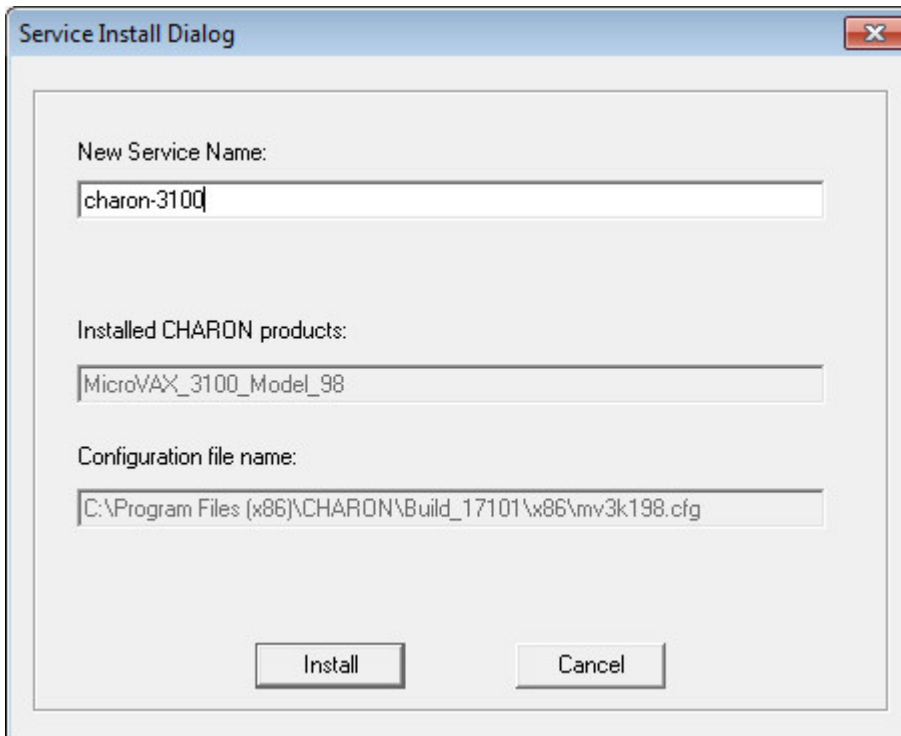 Service Install Dialog
New Service Name:
charon-3100
Installed CHARON products:
MicroVAX_3100_Model_98
Configuration file name:
C:\Program Files (x86)\CHARON\Build_17101\x86\mv3k198.cfg
Install
Cancel